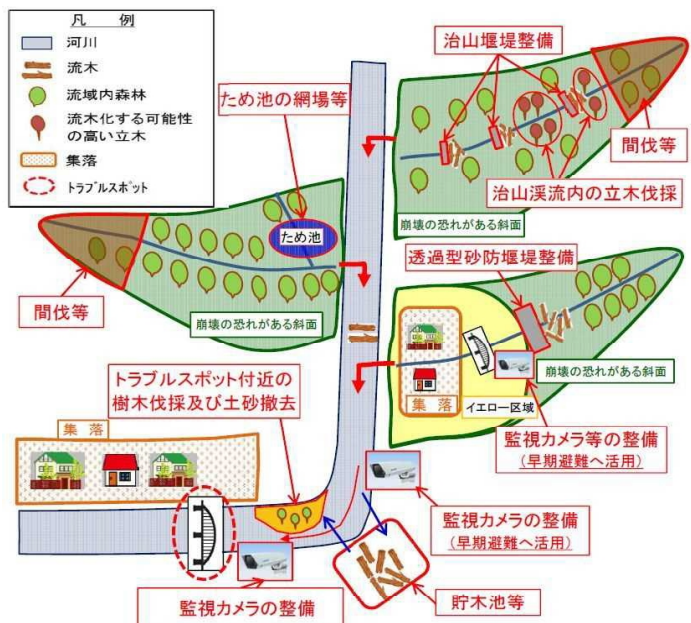 凡 例
河川
流木
流域内森林
流木化する可能性
の高い立木
集落
トラブルスポット
治山堰堤整備
ため池の網場等
間伐等
治山渓流内の立木伐採
崩壊の恐れがある斜面
ため池
透過型砂防堰堤整備
間伐等
崩壊の恐れがある斜面
崩壊の恐れがある斜面
集 落
イエロー区域
トラブルスポット付近の
樹木伐採及び土砂撤去
監視カメラ等の整備
(早期避難へ活用)
集 落
監視カメラの整備
(早期避難へ活用)
監視カメラの整備
貯木池等